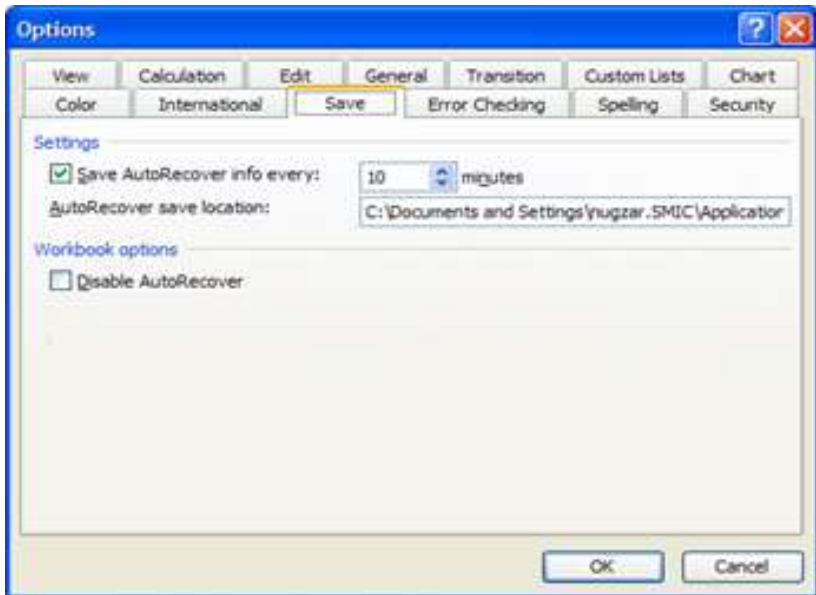 Options
View Calculation Edit General Transition Custom Lists Chart
Color International Save Error Checking Spelling Security
Settings
Save AutoRecover info every: 10 minutes
AutoRecover save location: C:\Documents and Settings\nugzar.SMIC\Application
Workbook options
Disable AutoRecover
OK Cancel